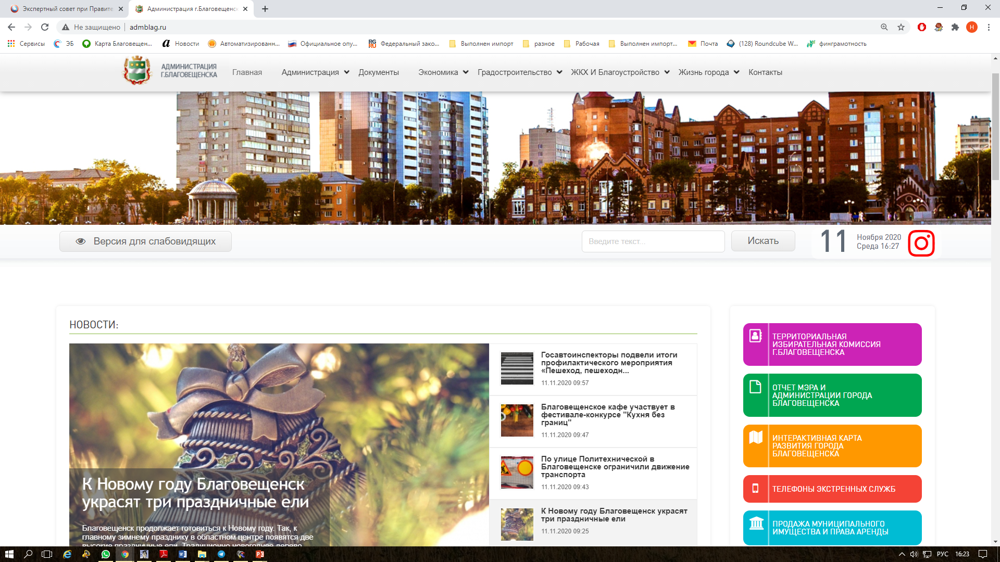 Экспертный совет при Правите
Администрация г.Благовещенск
Не защищено
admblag.ru
Н
Сервисы
ЭБ
Карта Благовещен...
Новости
Автоматизированн...
Официальное опу...
Федеральный зако...
Выполнен импорт
разное
Рабочая
Выполнен импорт...
Почта
(128) Roundcube W...
финграмотность
АДМИНИСТРАЦИЯ
Г.БЛАГОВЕЩЕНСКА
Главная
Администрация
Документы
Экономика
Градостроительство
ЖКХ И Благоустройство
Жизнь города
Контакты
Версия для слабовидящих
Введите текст...
Искать
11
Ноября 2020
Среда 16:27
НОВОСТИ:
К Новому году Благовещенск
украсят три праздничные ели
Благовещенск продолжает готовиться к Новому году. Так, к
главному зимнему празднику в областном центре появятся две
высокие праздничные ели. Традиционно новогоднее дерево
Госавтоинспекторы подвели итоги
профилактического мероприятия
«Пешеход, пешеходн...
11.11.2020 09:57
Благовещенское кафе участвует в
фестивале-конкурсе "Кухня без
границ"
11.11.2020 09:47
По улице Политехнической в
Благовещенске ограничили движение
транспорта
11.11.2020 09:43
К Новому году Благовещенск украсят
три праздничные ели
11.11.2020 09:25
ТЕРРИТОРИАЛЬНАЯ
ИЗБИРАТЕЛЬНАЯ КОМИССИЯ
Г.БЛАГОВЕЩЕНСКА
ОТЧЕТ МЭРА И
АДМИНИСТРАЦИИ ГОРОДА
БЛАГОВЕЩЕНСКА
ИНТЕРАКТИВНАЯ КАРТА
РАЗВИТИЯ ГОРОДА
БЛАГОВЕЩЕНСКА
ТЕЛЕФОНЫ ЭКСТРЕННЫХ СЛУЖБ
ПРОДАЖА МУНИЦИПАЛЬНОГО
ИМУЩЕСТВА И ПРАВА АРЕНДЫ
РУС
16:23